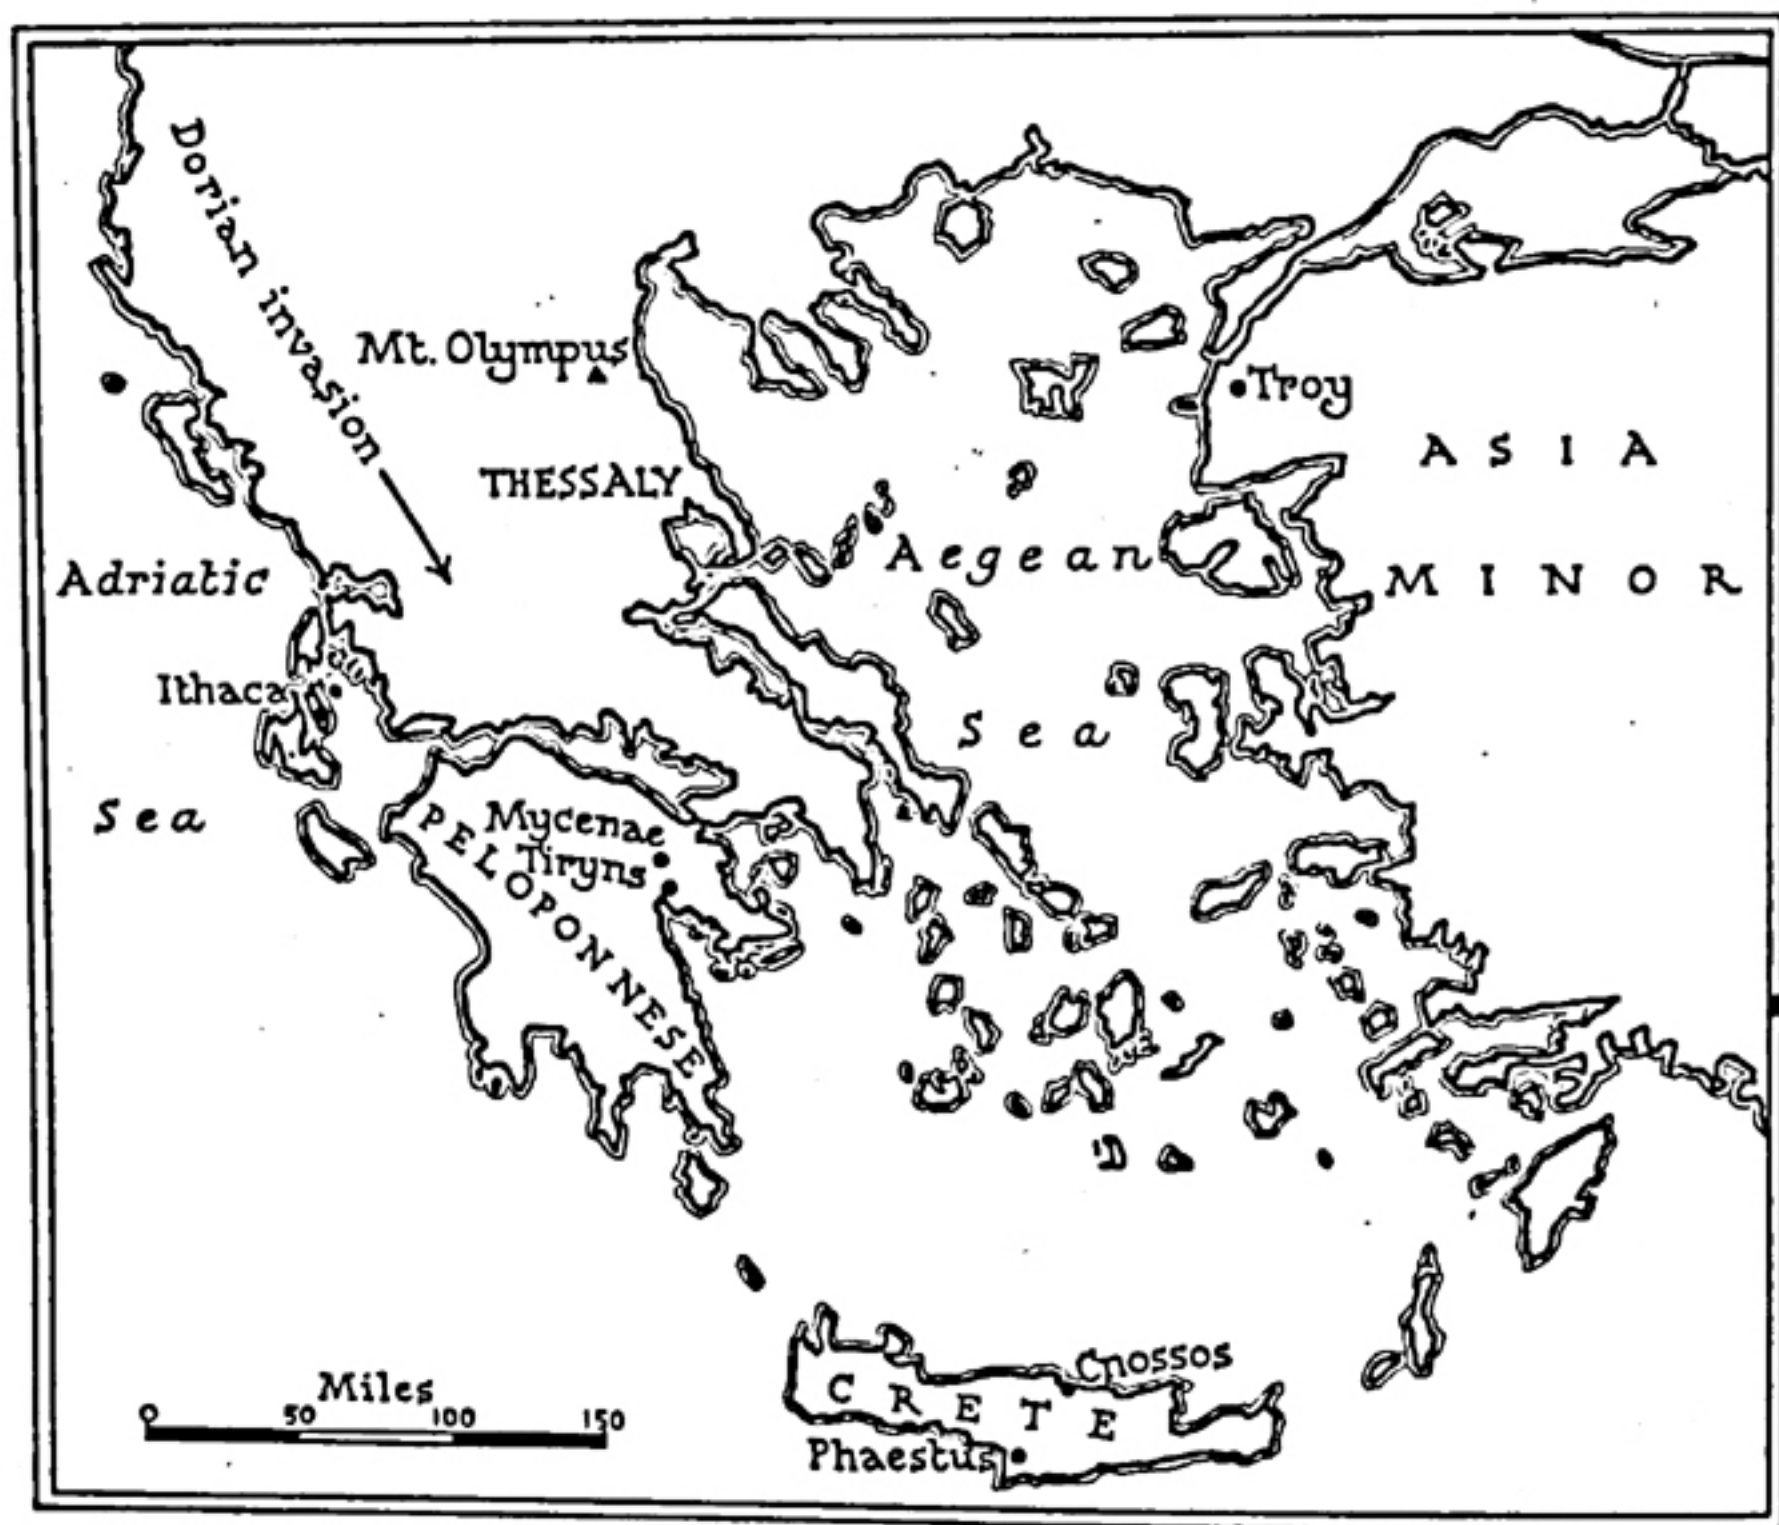 Dorian invasion
Mt. Olympus
Troy
ASIA
THESSALY
Aegean
MINOR
Adriatic
Ithaca
Sea
Sea
Mycenae
Tiryns
PELOPONNESE
Cnossos
CRETE
Phaestus
Miles
0 50 100 150